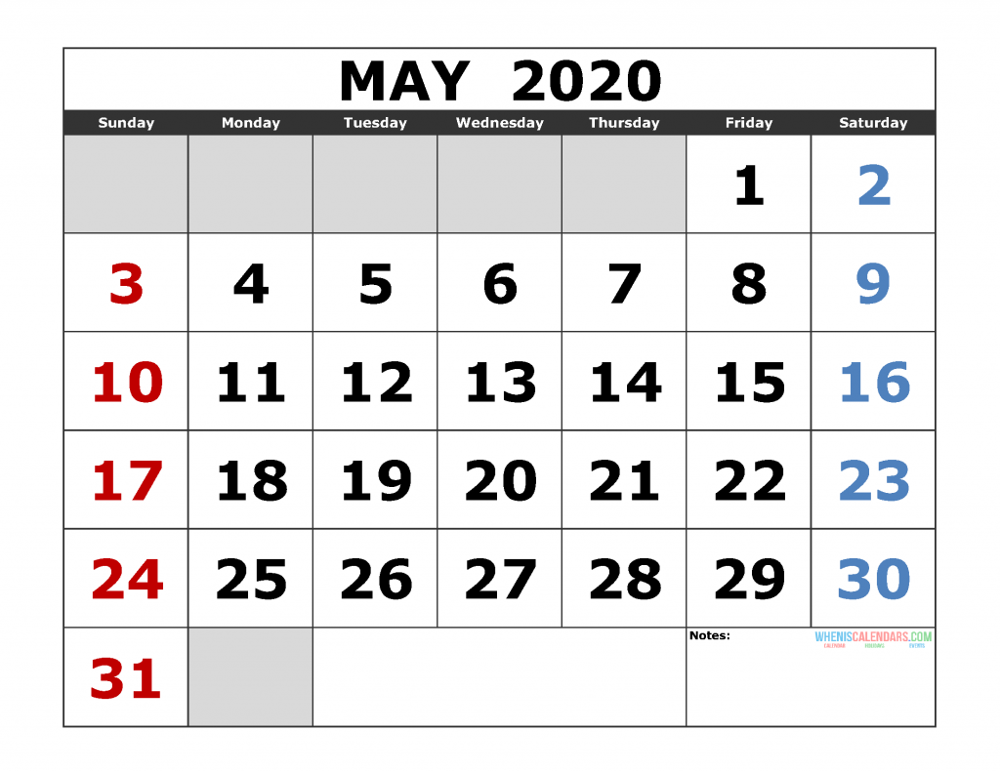 MAY 2020
Sunday Monday Tuesday Wednesday Thursday Friday Saturday
1 2
3 4 5 6 7 8 9
10 11 12 13 14 15 16
17 18 19 20 21 22 23
24 25 26 27 28 29 30
31
Notes:
WHENISCALENDARS.COM
CALENDAR HOLIDAYS EVENTS